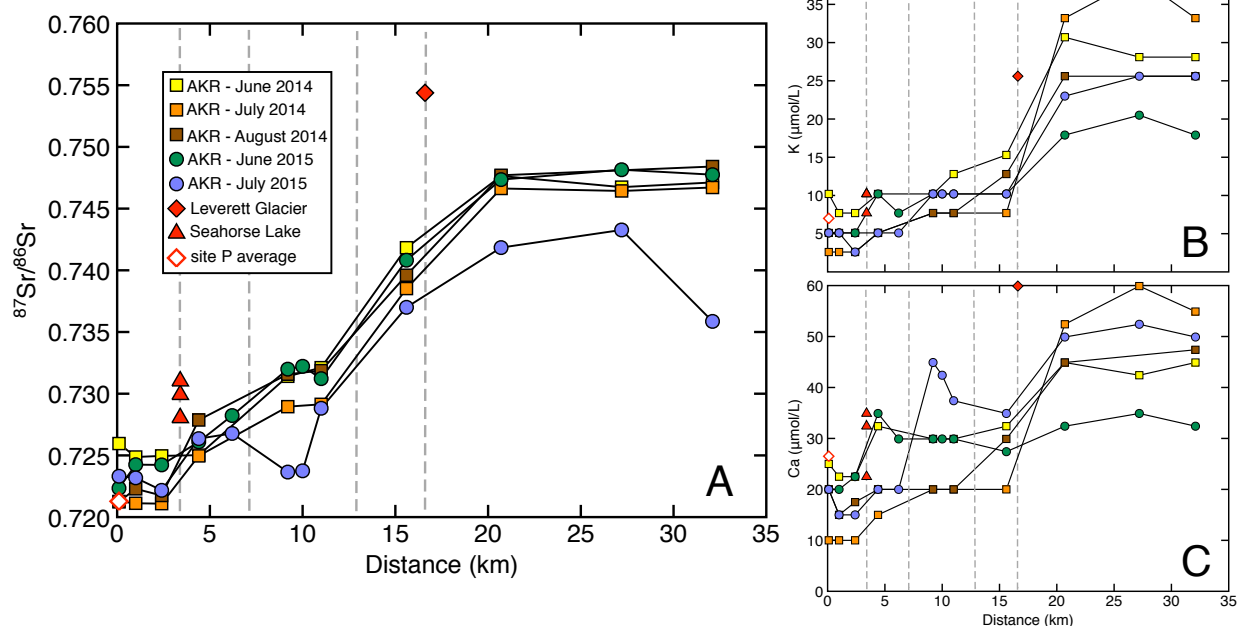 0.760
0.755
0.750
0.745
0.740
0.735
0.730
0.725
0.720
87Sr/86Sr
AKR - June 2014
AKR - July 2014
AKR - August 2014
AKR - June 2015
AKR - July 2015
Leverett Glacier
Seahorse Lake
site P average
A
0 5 10 15 20 25 30 35
Distance (km)
35
30
25
20
15
10
5
K (µmol/L)
B
60
50
40
30
20
10
0
Ca (µmol/L)
C
0 5 10 15 20 25 30 35
Distance (km)